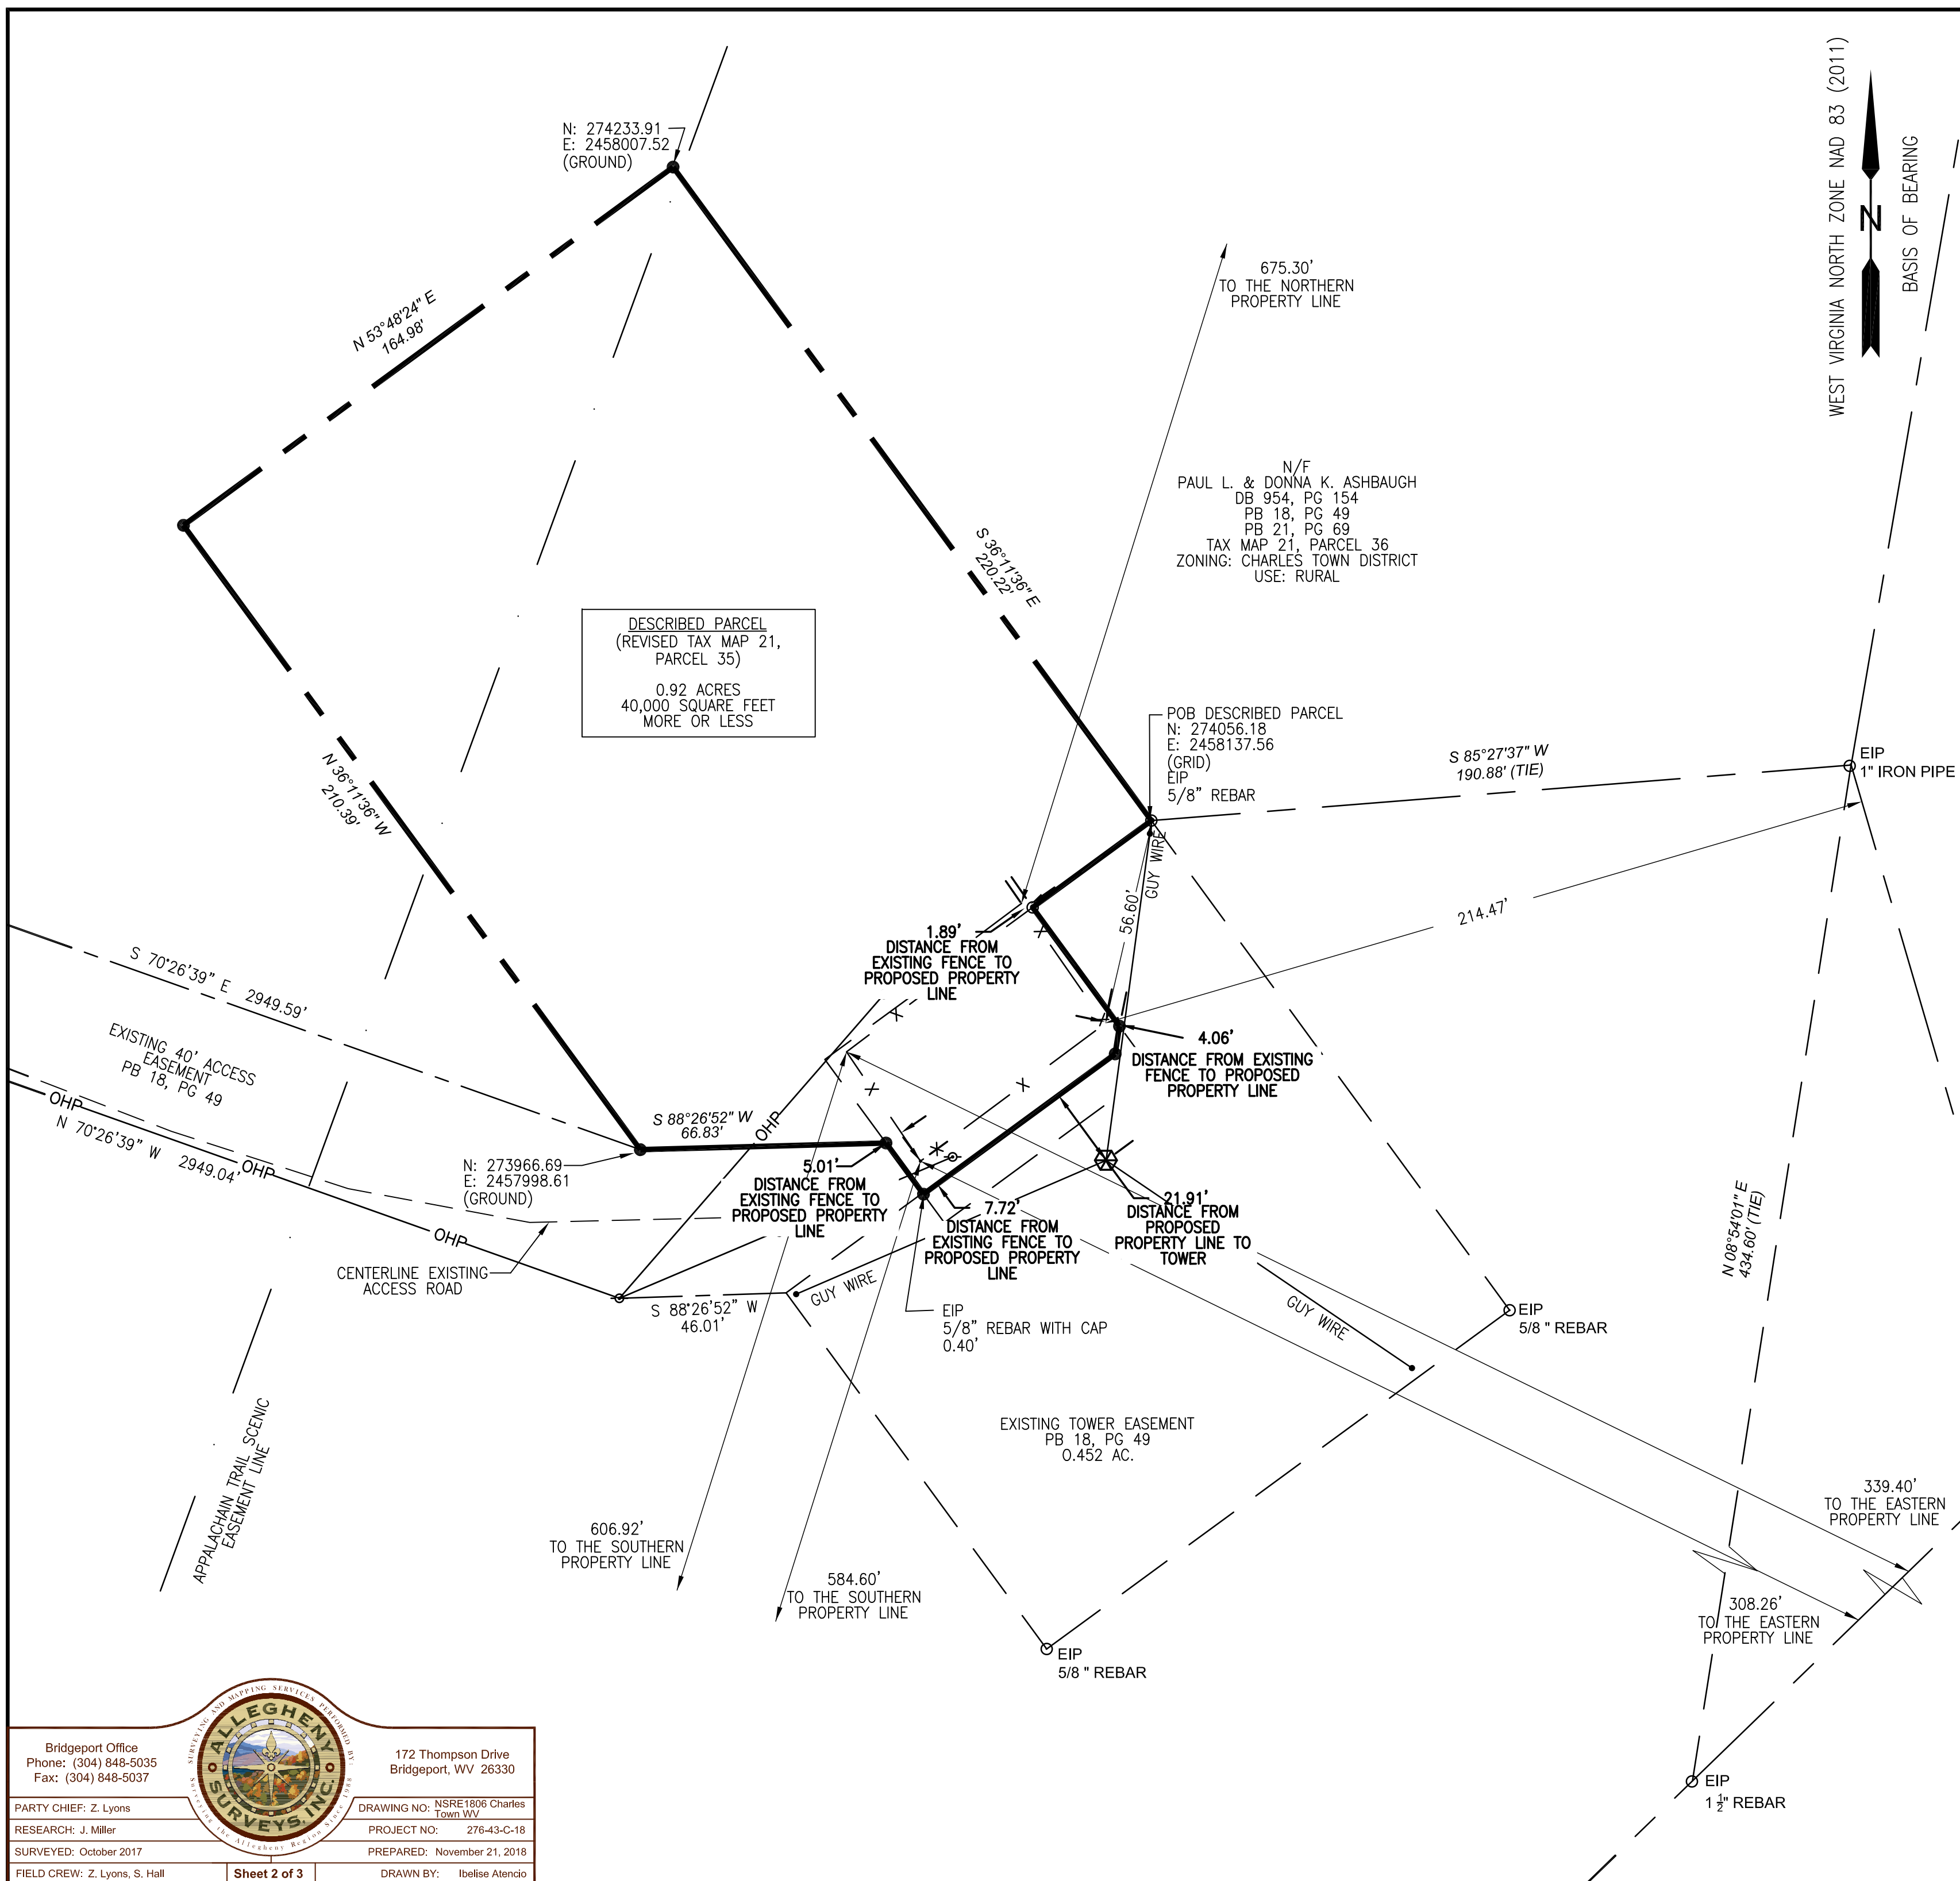 WEST VIRGINIA NORTH ZONE NAD 83 (2011)
N
BASIS OF BEARING
N: 274233.91
E: 2458007.52
(GROUND)
N 53°48'24" E
164.98'
675.30'
TO THE NORTHERN
PROPERTY LINE
S 36°11'36" E
220.22'
N/F
PAUL L. & DONNA K. ASHBAUGH
DB 954, PG 154
PB 18, PG 49
PB 21, PG 69
TAX MAP 21, PARCEL 36
ZONING: CHARLES TOWN DISTRICT
USE: RURAL
DESCRIBED PARCEL
(REVISED TAX MAP 21,
PARCEL 35)
0.92 ACRES
40,000 SQUARE FEET
MORE OR LESS
N 36°11'36" W
210.39'
POB DESCRIBED PARCEL
N: 274056.18
E: 2458137.56
(GRID)
EIP
5/8" REBAR
S 85°27'37" W
190.88' (TIE)
EIP
1" IRON PIPE
GUY WIRE
56.60'
214.47'
1.89'
DISTANCE FROM
EXISTING FENCE TO
PROPOSED PROPERTY
LINE
X
X
X
X
S 70°26'39" E 2949.59'
EXISTING 40' ACCESS
EASEMENT
PB 18, PG 49
4.06'
DISTANCE FROM EXISTING
FENCE TO PROPOSED
PROPERTY LINE
OHP
N 70°26'39" W 2949.04'
OHP
OHP
S 88°26'52" W
66.83'
OHP
N: 273966.69
E: 2457998.61
(GROUND)
5.01'
DISTANCE FROM
EXISTING FENCE TO
PROPOSED PROPERTY
LINE
7.72'
DISTANCE FROM
EXISTING FENCE TO
PROPOSED PROPERTY
LINE
21.91'
DISTANCE FROM
PROPOSED
PROPERTY LINE TO
TOWER
CENTERLINE EXISTING
ACCESS ROAD
S 88°26'52" W
46.01'
GUY WIRE
EIP
5/8" REBAR WITH CAP
0.40'
GUY WIRE
EIP
5/8 " REBAR
N 08°54'01" E
434.60' (TIE)
EXISTING TOWER EASEMENT
PB 18, PG 49
0.452 AC.
APPALACHAIN TRAIL SCENIC
EASEMENT LINE
606.92'
TO THE SOUTHERN
PROPERTY LINE
584.60'
TO THE SOUTHERN
PROPERTY LINE
339.40'
TO THE EASTERN
PROPERTY LINE
308.26'
TO THE EASTERN
PROPERTY LINE
EIP
5/8 " REBAR
EIP
1 1/2" REBAR
SURVEYING AND MAPPING SERVICES PERFORMED BY:
ALLEGHENY
SURVEYS, INC.
Surveying the Allegheny Region Since 1988
Bridgeport Office
Phone: (304) 848-5035
Fax: (304) 848-5037
172 Thompson Drive
Bridgeport, WV 26330
PARTY CHIEF: Z. Lyons
DRAWING NO: NSRE1806 Charles
Town WV
RESEARCH: J. Miller
PROJECT NO: 276-43-C-18
SURVEYED: October 2017
PREPARED: November 21, 2018
FIELD CREW: Z. Lyons, S. Hall
Sheet 2 of 3
DRAWN BY: Ibelise Atencio